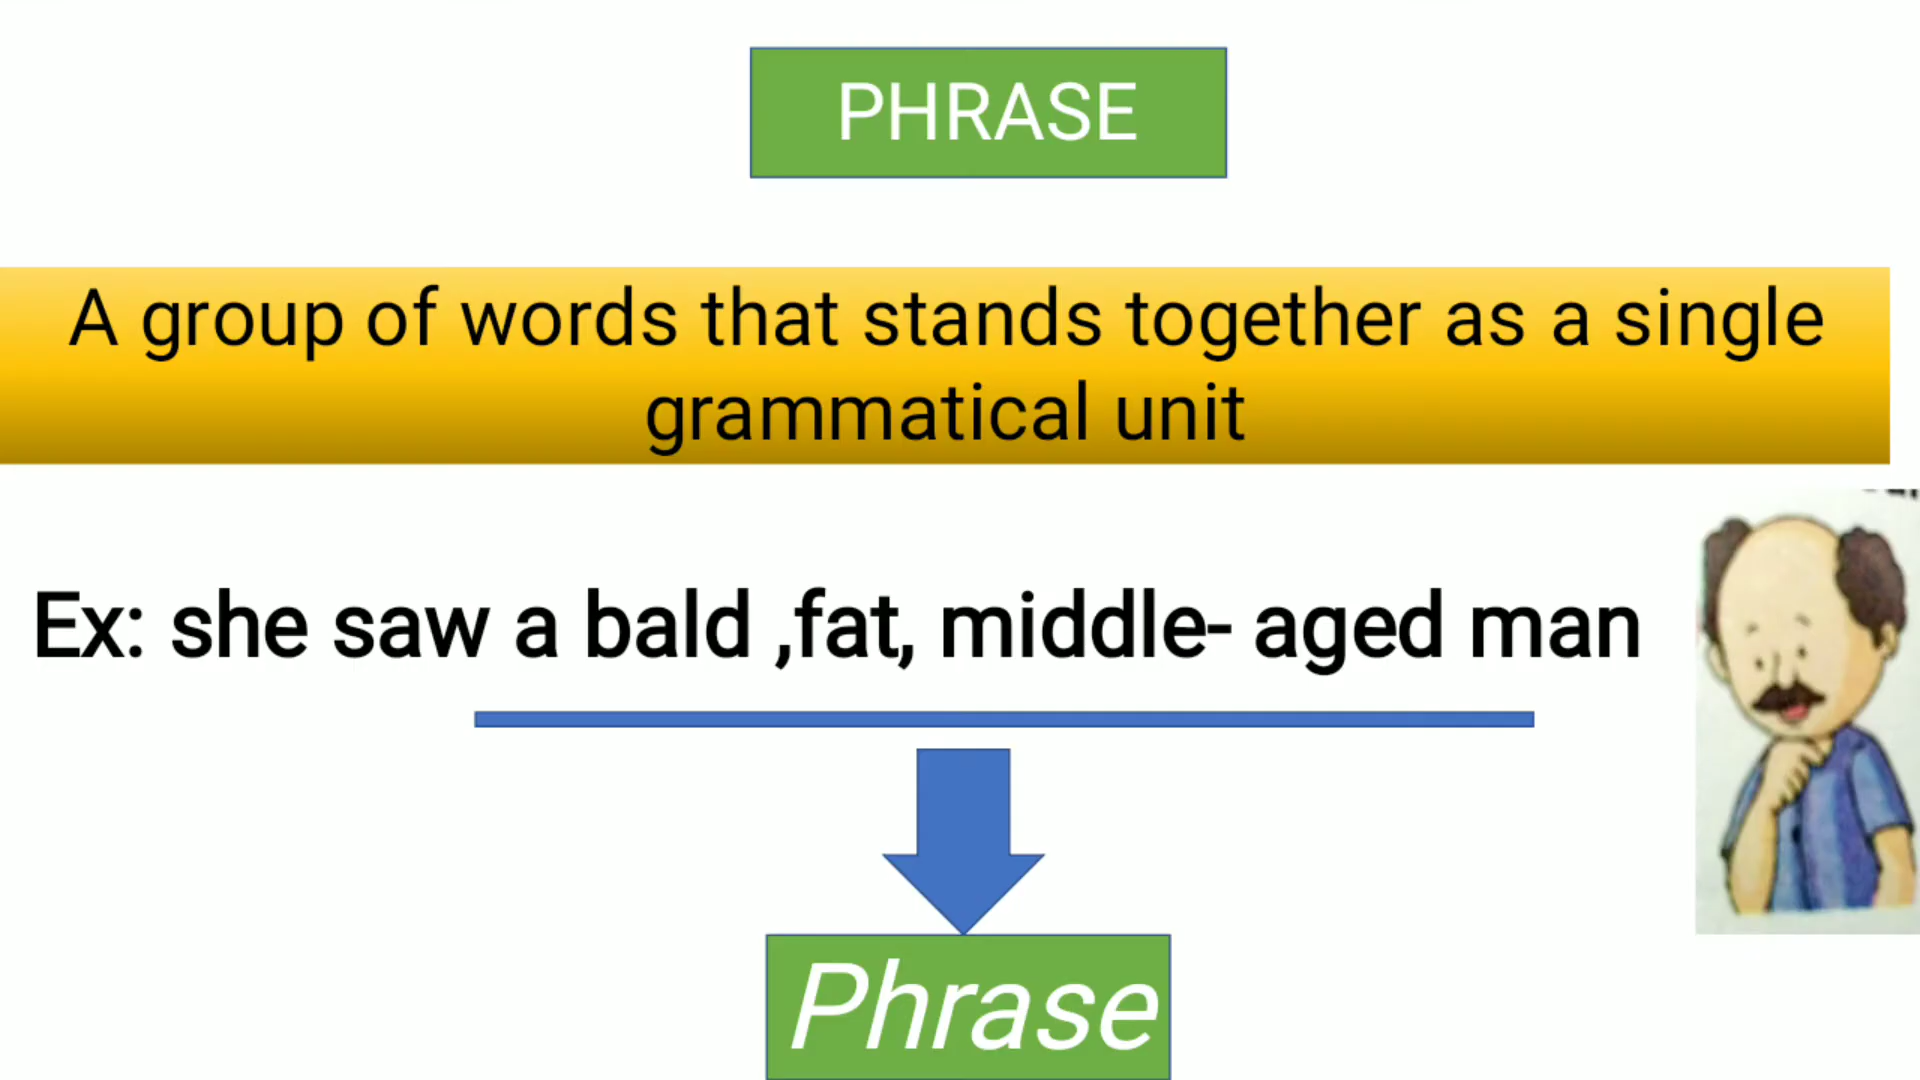 PHRASE
A group of words that stands together as a single
grammatical unit
Ex: she saw a bald ,fat, middle- aged man
Phrase